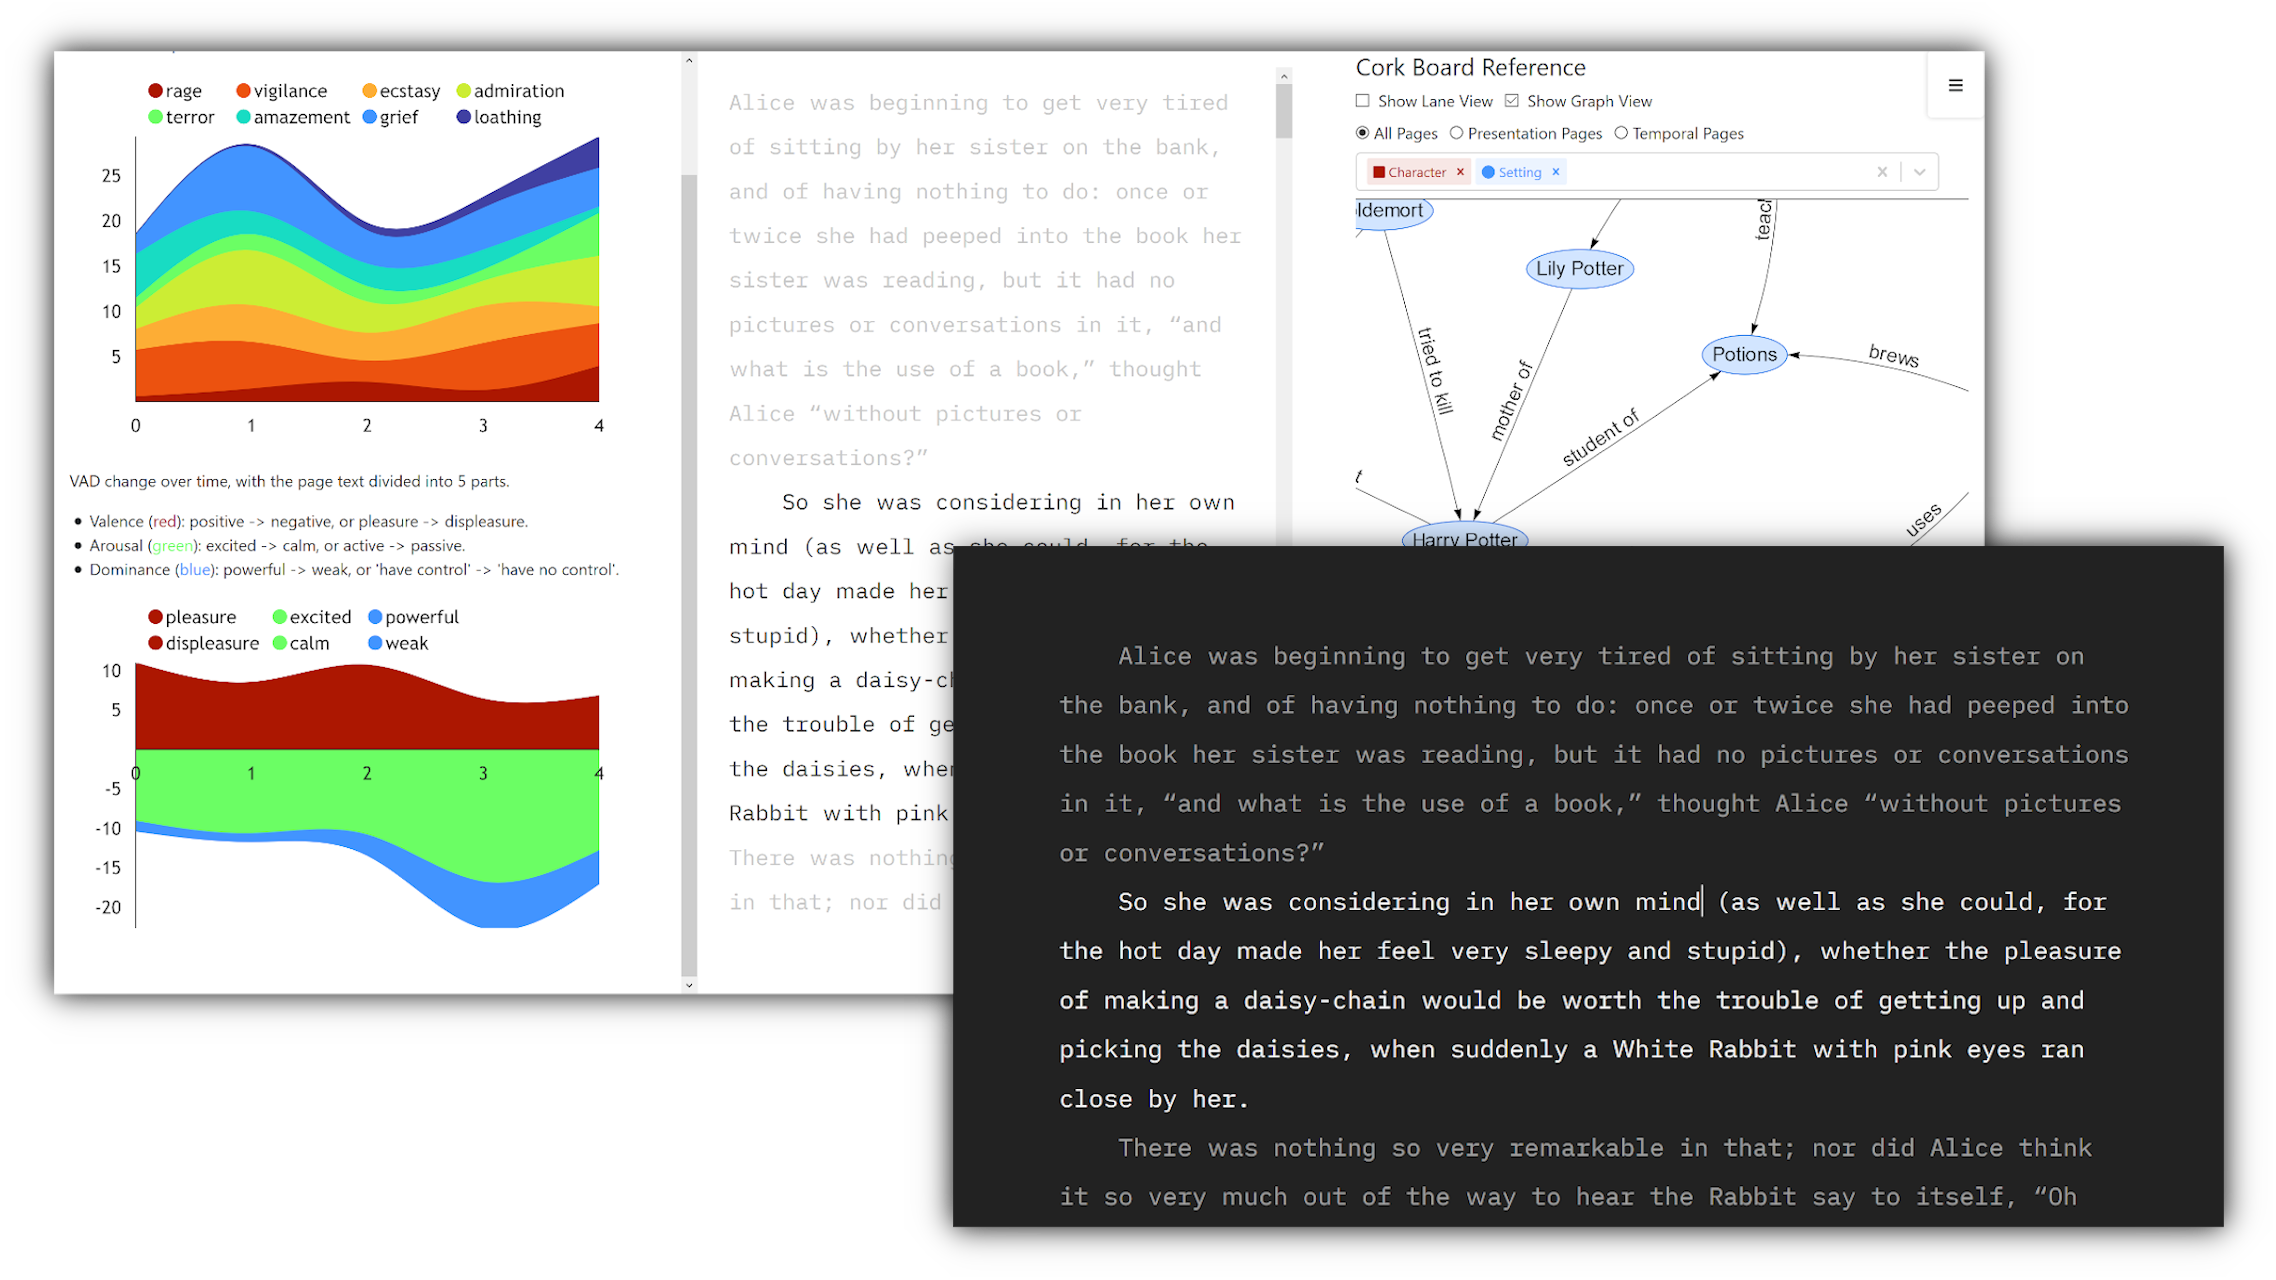 rage vigilance ecstasy admiration
terror amazement grief loathing
25
20
15
10
5
0 1 2 3 4
VAD change over time, with the page text divided into 5 parts.
• Valence (red): positive -> negative, or pleasure -> displeasure.
• Arousal (green): excited -> calm, or active -> passive.
• Dominance (blue): powerful -> weak, or 'have control' -> 'have no control'.
pleasure excited powerful
displeasure calm weak
10
5
0 1 2 3 4
-5
-10
-15
-20
Alice was beginning to get very tired
of sitting by her sister on the bank,
and of having nothing to do: once or
twice she had peeped into the book her
sister was reading, but it had no
pictures or conversations in it, “and
what is the use of a book,” thought
Alice “without pictures or
conversations?”
So she was considering in her own
mind (as well as she could, for the
hot day made her
stupid), whether
making a daisy-ch
the trouble of ge
the daisies, when
Rabbit with pink
There was nothing
in that; nor did
Cork Board Reference
Show Lane View Show Graph View
All Pages Presentation Pages Temporal Pages
Character × Setting ×
ldemort
teach
Lily Potter
tried to kill
mother of
Potions
brews
student of
t
uses
Harry Potter
Alice was beginning to get very tired of sitting by her sister on
the bank, and of having nothing to do: once or twice she had peeped into
the book her sister was reading, but it had no pictures or conversations
in it, “and what is the use of a book,” thought Alice “without pictures
or conversations?”
So she was considering in her own mind (as well as she could, for
the hot day made her feel very sleepy and stupid), whether the pleasure
of making a daisy-chain would be worth the trouble of getting up and
picking the daisies, when suddenly a White Rabbit with pink eyes ran
close by her.
There was nothing so very remarkable in that; nor did Alice think
it so very much out of the way to hear the Rabbit say to itself, “Oh